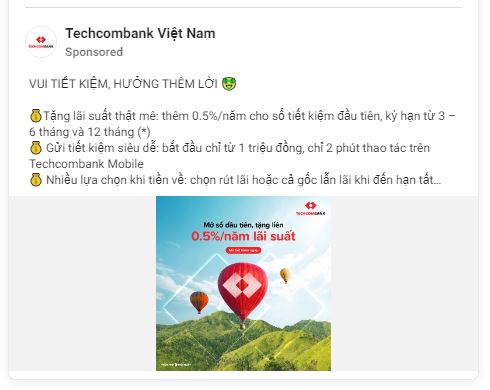 TECHCOMBANK
Techcombank Việt Nam
Sponsored
VUI TIẾT KIỆM, HƯỞNG THÊM LỜI 🤑
💰Tặng lãi suất thật mê: thêm 0.5%/năm cho sổ tiết kiệm đầu tiên, kỳ hạn từ 3 –
6 tháng và 12 tháng (*)
💰 Gửi tiết kiệm siêu dễ: bắt đầu chỉ từ 1 triệu đồng, chỉ 2 phút thao tác trên
Techcombank Mobile
💰 Nhiều lựa chọn khi tiền về: chọn rút lãi hoặc cả gốc lẫn lãi khi đến hạn tất...
TECHCOMBANK
Mở sổ đầu tiên, tặng liền
0.5%/năm lãi suất